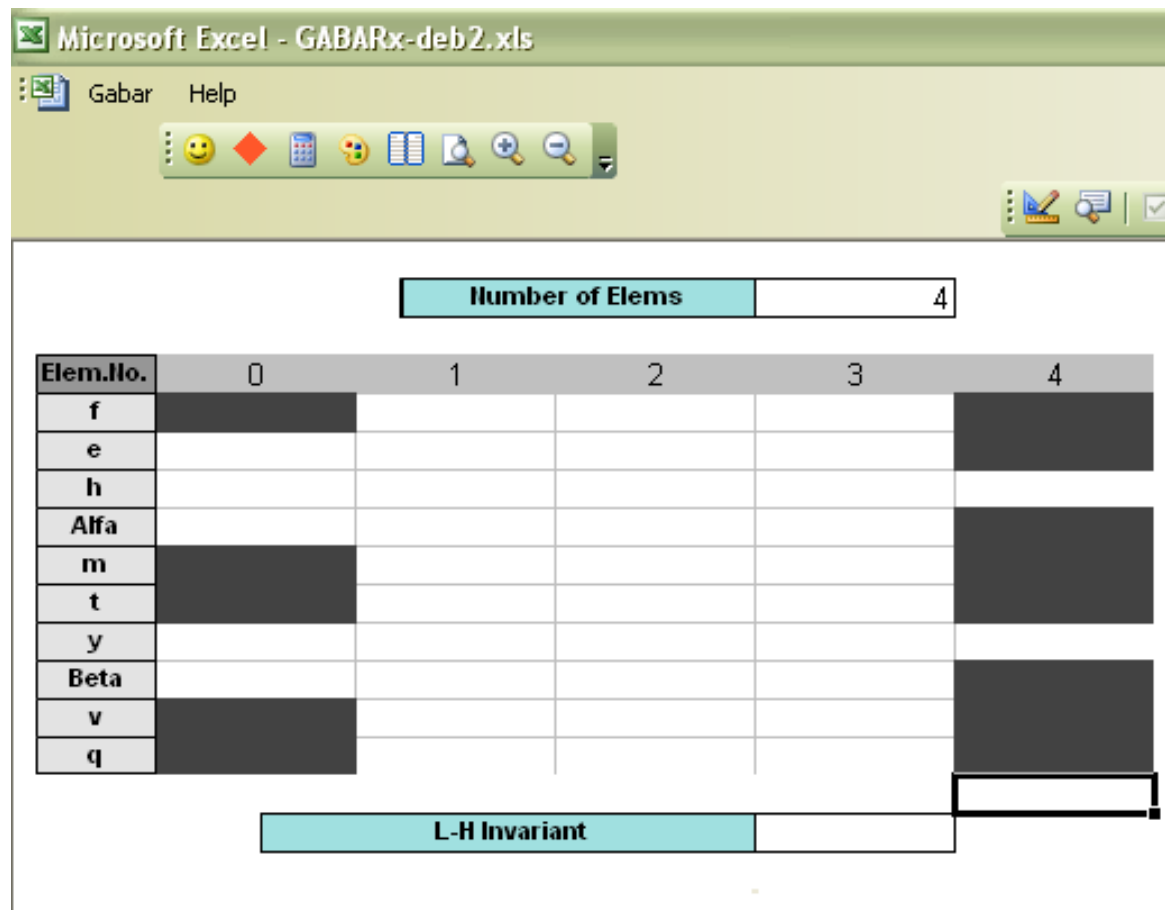 Microsoft Excel - GABARx-deb2.xls
Gabar Help
Number of Elems 4
Elem.No. 0 1 2 3 4
f
e
h
Alfa
m
t
y
Beta
v
q
L-H Invariant